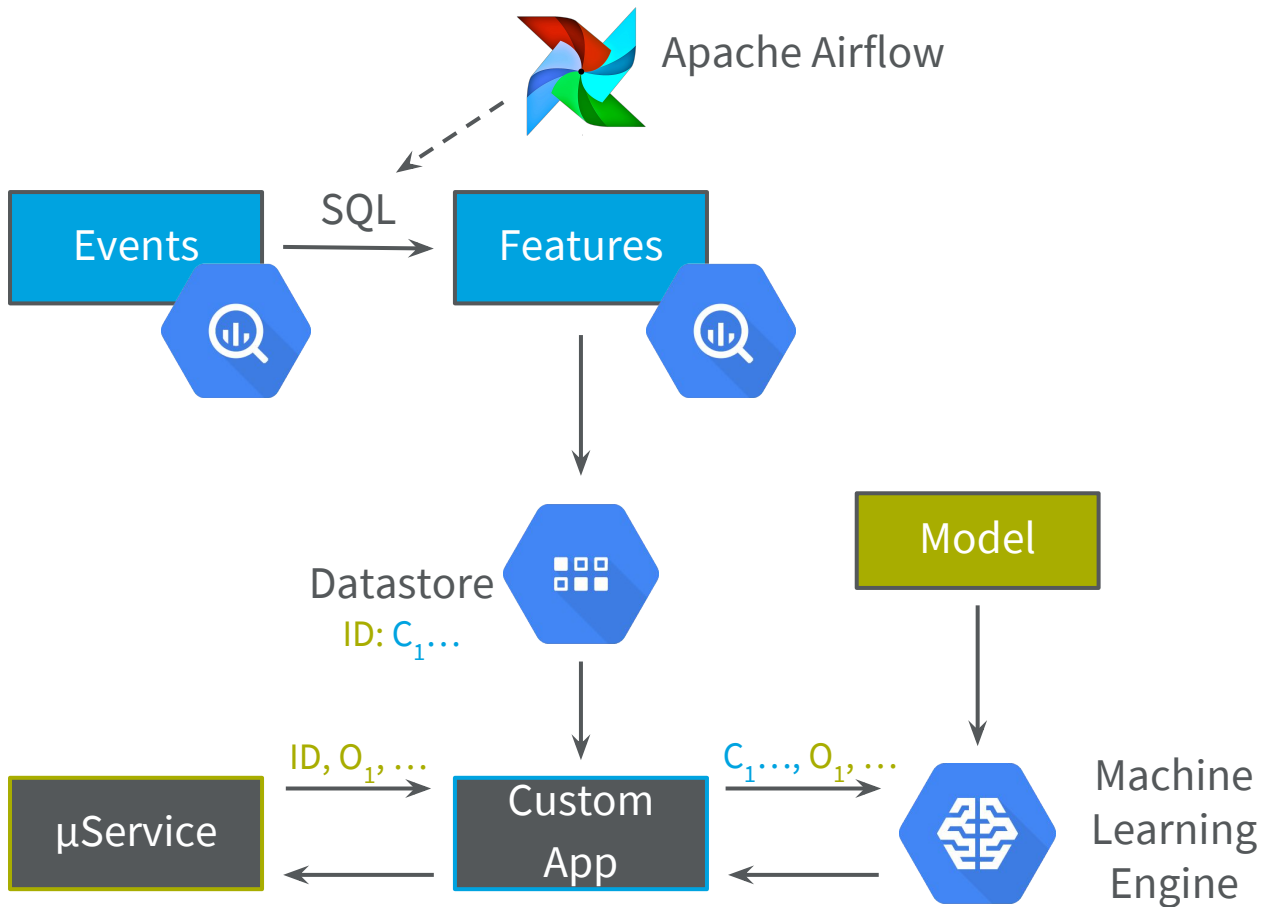 Apache Airflow
SQL
Events
Features
Model
Datastore
ID: C₁…
ID, O₁, …
C₁…, O₁, …
µService
Custom
App
Machine
Learning
Engine